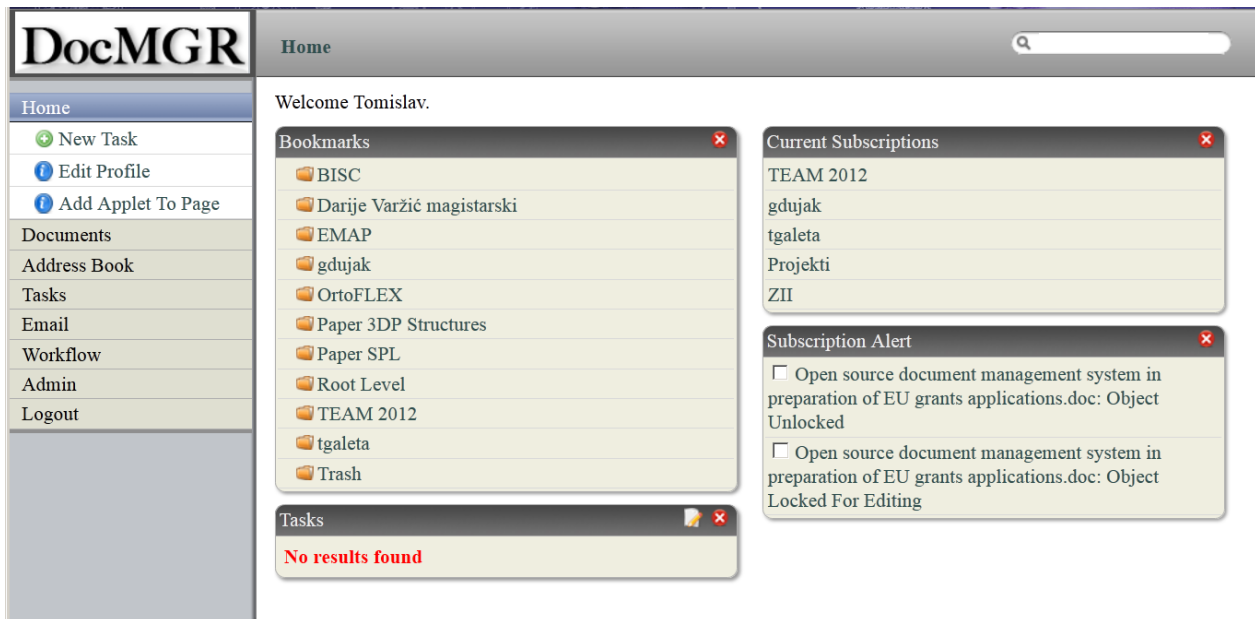 DocMGR
Home
Home
New Task
Edit Profile
Add Applet To Page
Documents
Address Book
Tasks
Email
Workflow
Admin
Logout
Welcome Tomislav.
Bookmarks
BISC
Darije Varžić magistarski
EMAP
gdujak
OrtoFLEX
Paper 3DP Structures
Paper SPL
Root Level
TEAM 2012
tgaleta
Trash
Tasks
No results found
Current Subscriptions
TEAM 2012
gdujak
tgaleta
Projekti
ZII
Subscription Alert
Open source document management system in
preparation of EU grants applications.doc: Object
Unlocked
Open source document management system in
preparation of EU grants applications.doc: Object
Locked For Editing